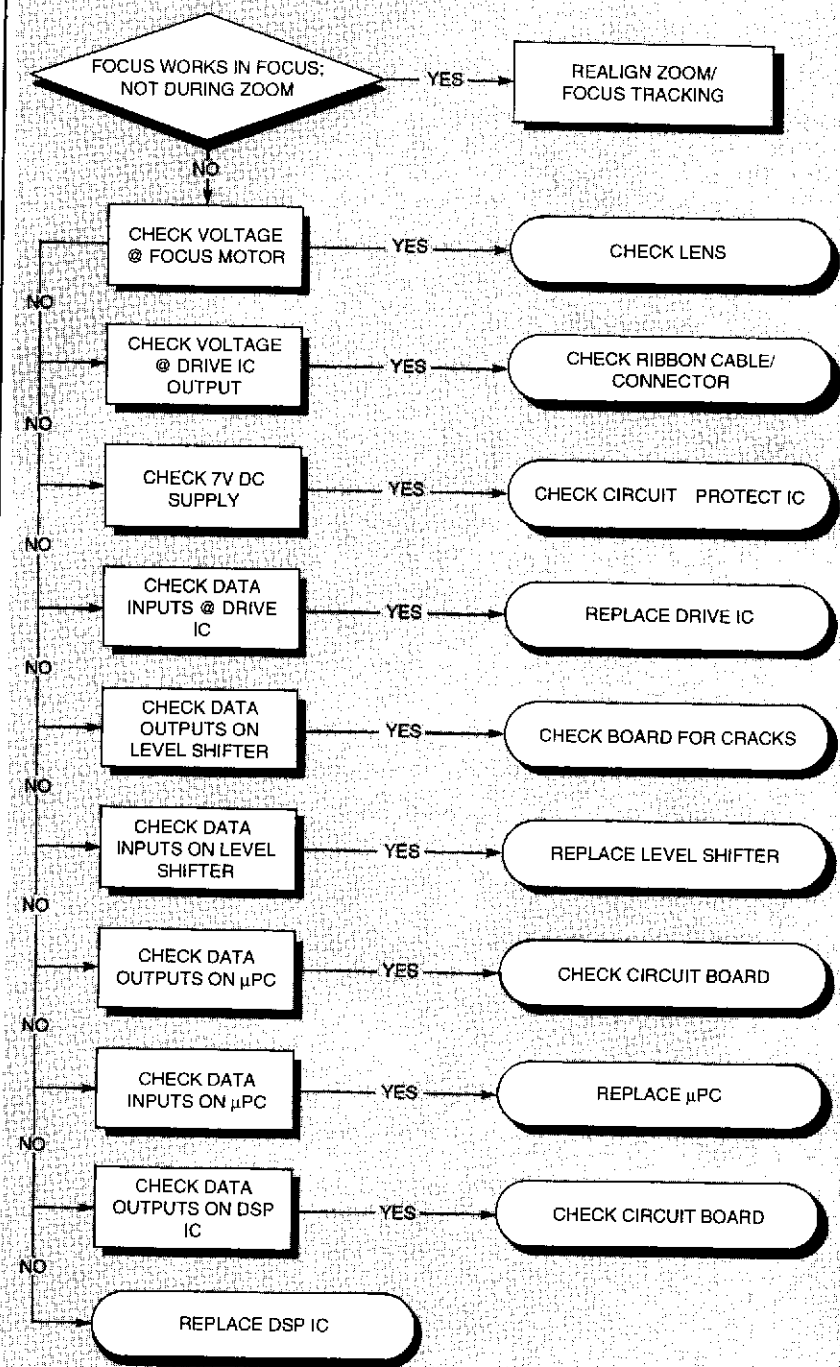 FOCUS WORKS IN FOCUS;
NOT DURING ZOOM
YES
REALIGN ZOOM/
FOCUS TRACKING
NO
CHECK VOLTAGE
@ FOCUS MOTOR
YES
CHECK LENS
NO
CHECK VOLTAGE
@ DRIVE IC
OUTPUT
YES
CHECK RIBBON CABLE/
CONNECTOR
NO
CHECK 7V DC
SUPPLY
YES
CHECK CIRCUIT PROTECT IC
NO
CHECK DATA
INPUTS @ DRIVE
IC
YES
REPLACE DRIVE IC
NO
CHECK DATA
OUTPUTS ON
LEVEL SHIFTER
YES
CHECK BOARD FOR CRACKS
NO
CHECK DATA
INPUTS ON LEVEL
SHIFTER
YES
REPLACE LEVEL SHIFTER
NO
CHECK DATA
OUTPUTS ON µPC
YES
CHECK CIRCUIT BOARD
NO
CHECK DATA
INPUTS ON µPC
YES
REPLACE µPC
NO
CHECK DATA
OUTPUTS ON DSP
IC
YES
CHECK CIRCUIT BOARD
NO
REPLACE DSP IC